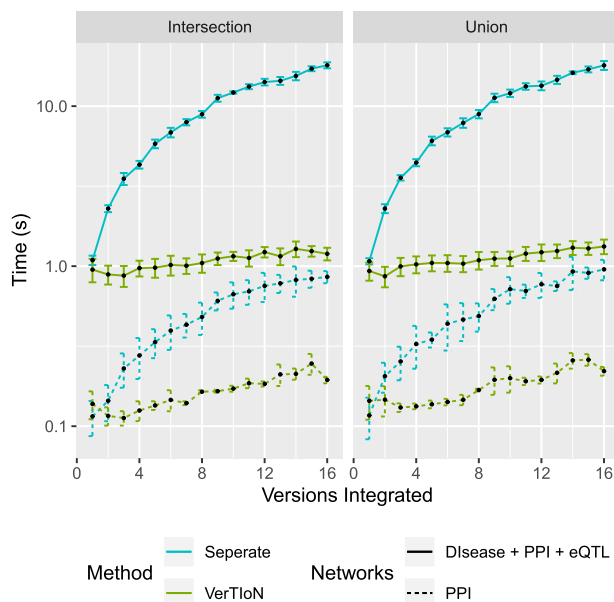 Intersection Union
10.0
1.0
0.1
Time (s)
0 4 8 12 16 0 4 8 12 16
Versions Integrated
Method
Seperate
VerTIoN
Networks
DIsease + PPI + eQTL
PPI